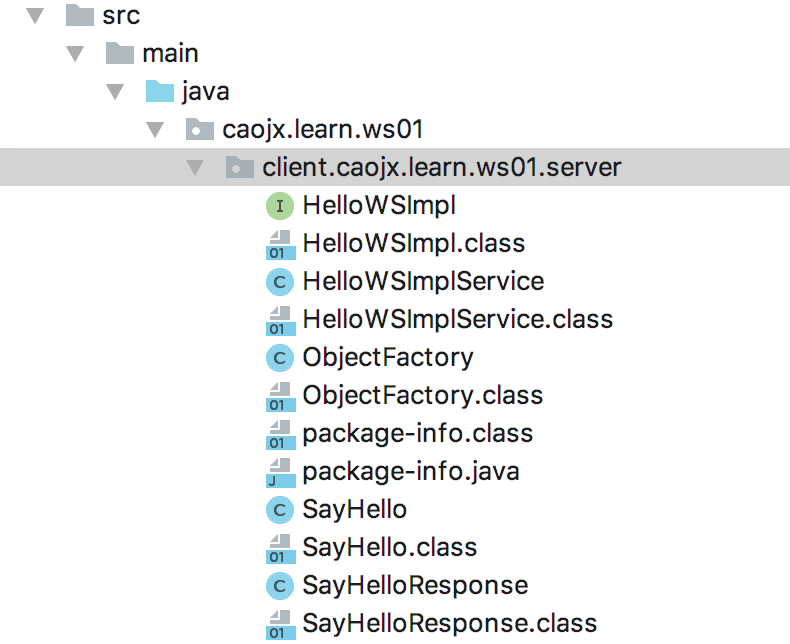 src
main
java
caojx.learn.ws01
client.caojx.learn.ws01.server
I HelloWSImpl
01 HelloWSImpl.class
C HelloWSImplService
01 HelloWSImplService.class
C ObjectFactory
01 ObjectFactory.class
01 package-info.class
J package-info.java
C SayHello
01 SayHello.class
C SayHelloResponse
01 SayHelloResponse.class